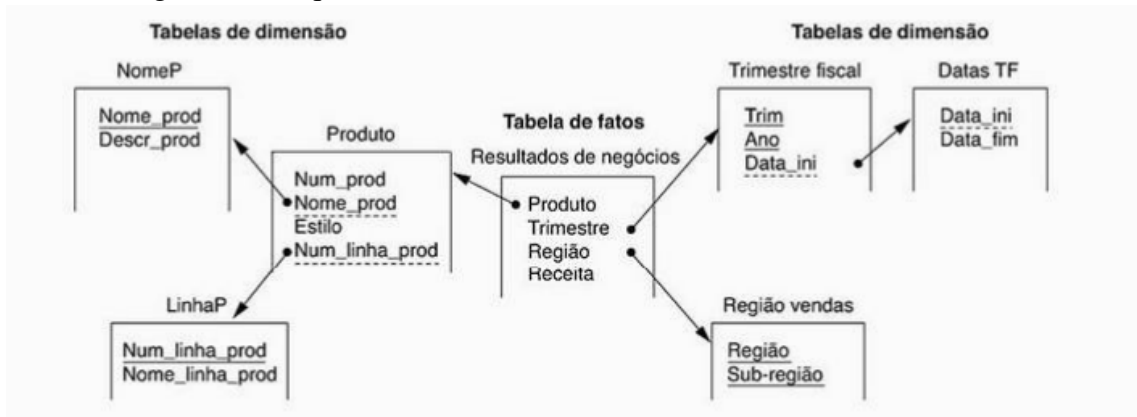 Tabelas de dimensão
NomeP
Nome_prod
Descr_prod
Produto
Num_prod
Nome_prod
Estilo
Num_linha_prod
LinhaP
Num_linha_prod
Nome_linha_prod
Tabela de fatos
Resultados de negócios
Produto
Trimestre
Região
Receita
Tabelas de dimensão
Trimestre fiscal
Trim
Ano
Data_ini
Datas TF
Data_ini
Data_fim
Região vendas
Região
Sub-região